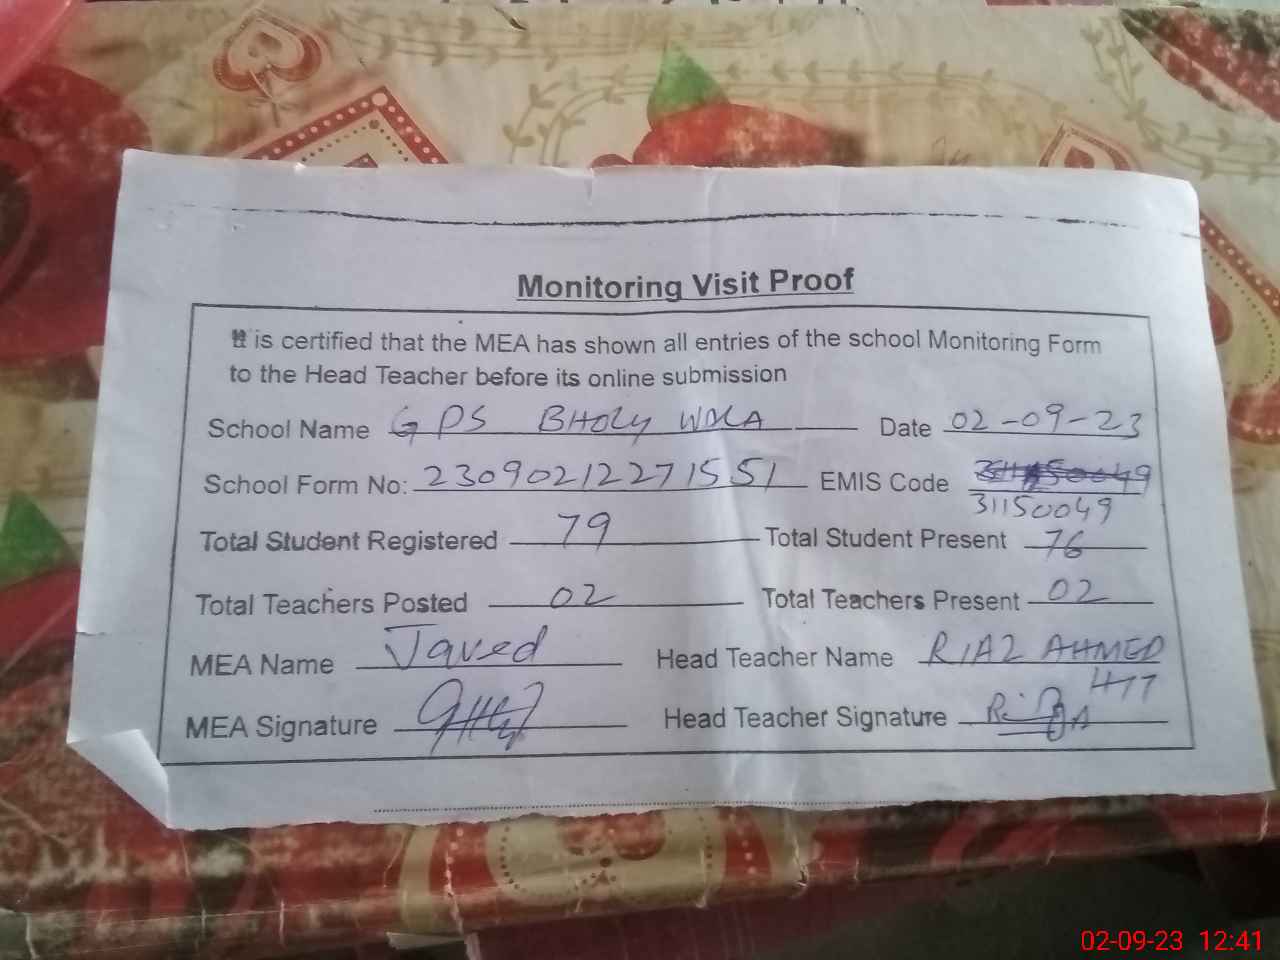 Monitoring Visit Proof
It is certified that the MEA has shown all entries of the school Monitoring Form
to the Head Teacher before its online submission
School Name GPS BHOLY WALA Date 02-09-23
School Form No: 23090212271551 EMIS Code
31150049
Total Student Registered 79 Total Student Present 76
Total Teachers Posted 02 Total Teachers Present 02
MEA Name Javed Head Teacher Name RIAZ AHMED
MEA Signature Head Teacher Signature
02-09-23 12:41